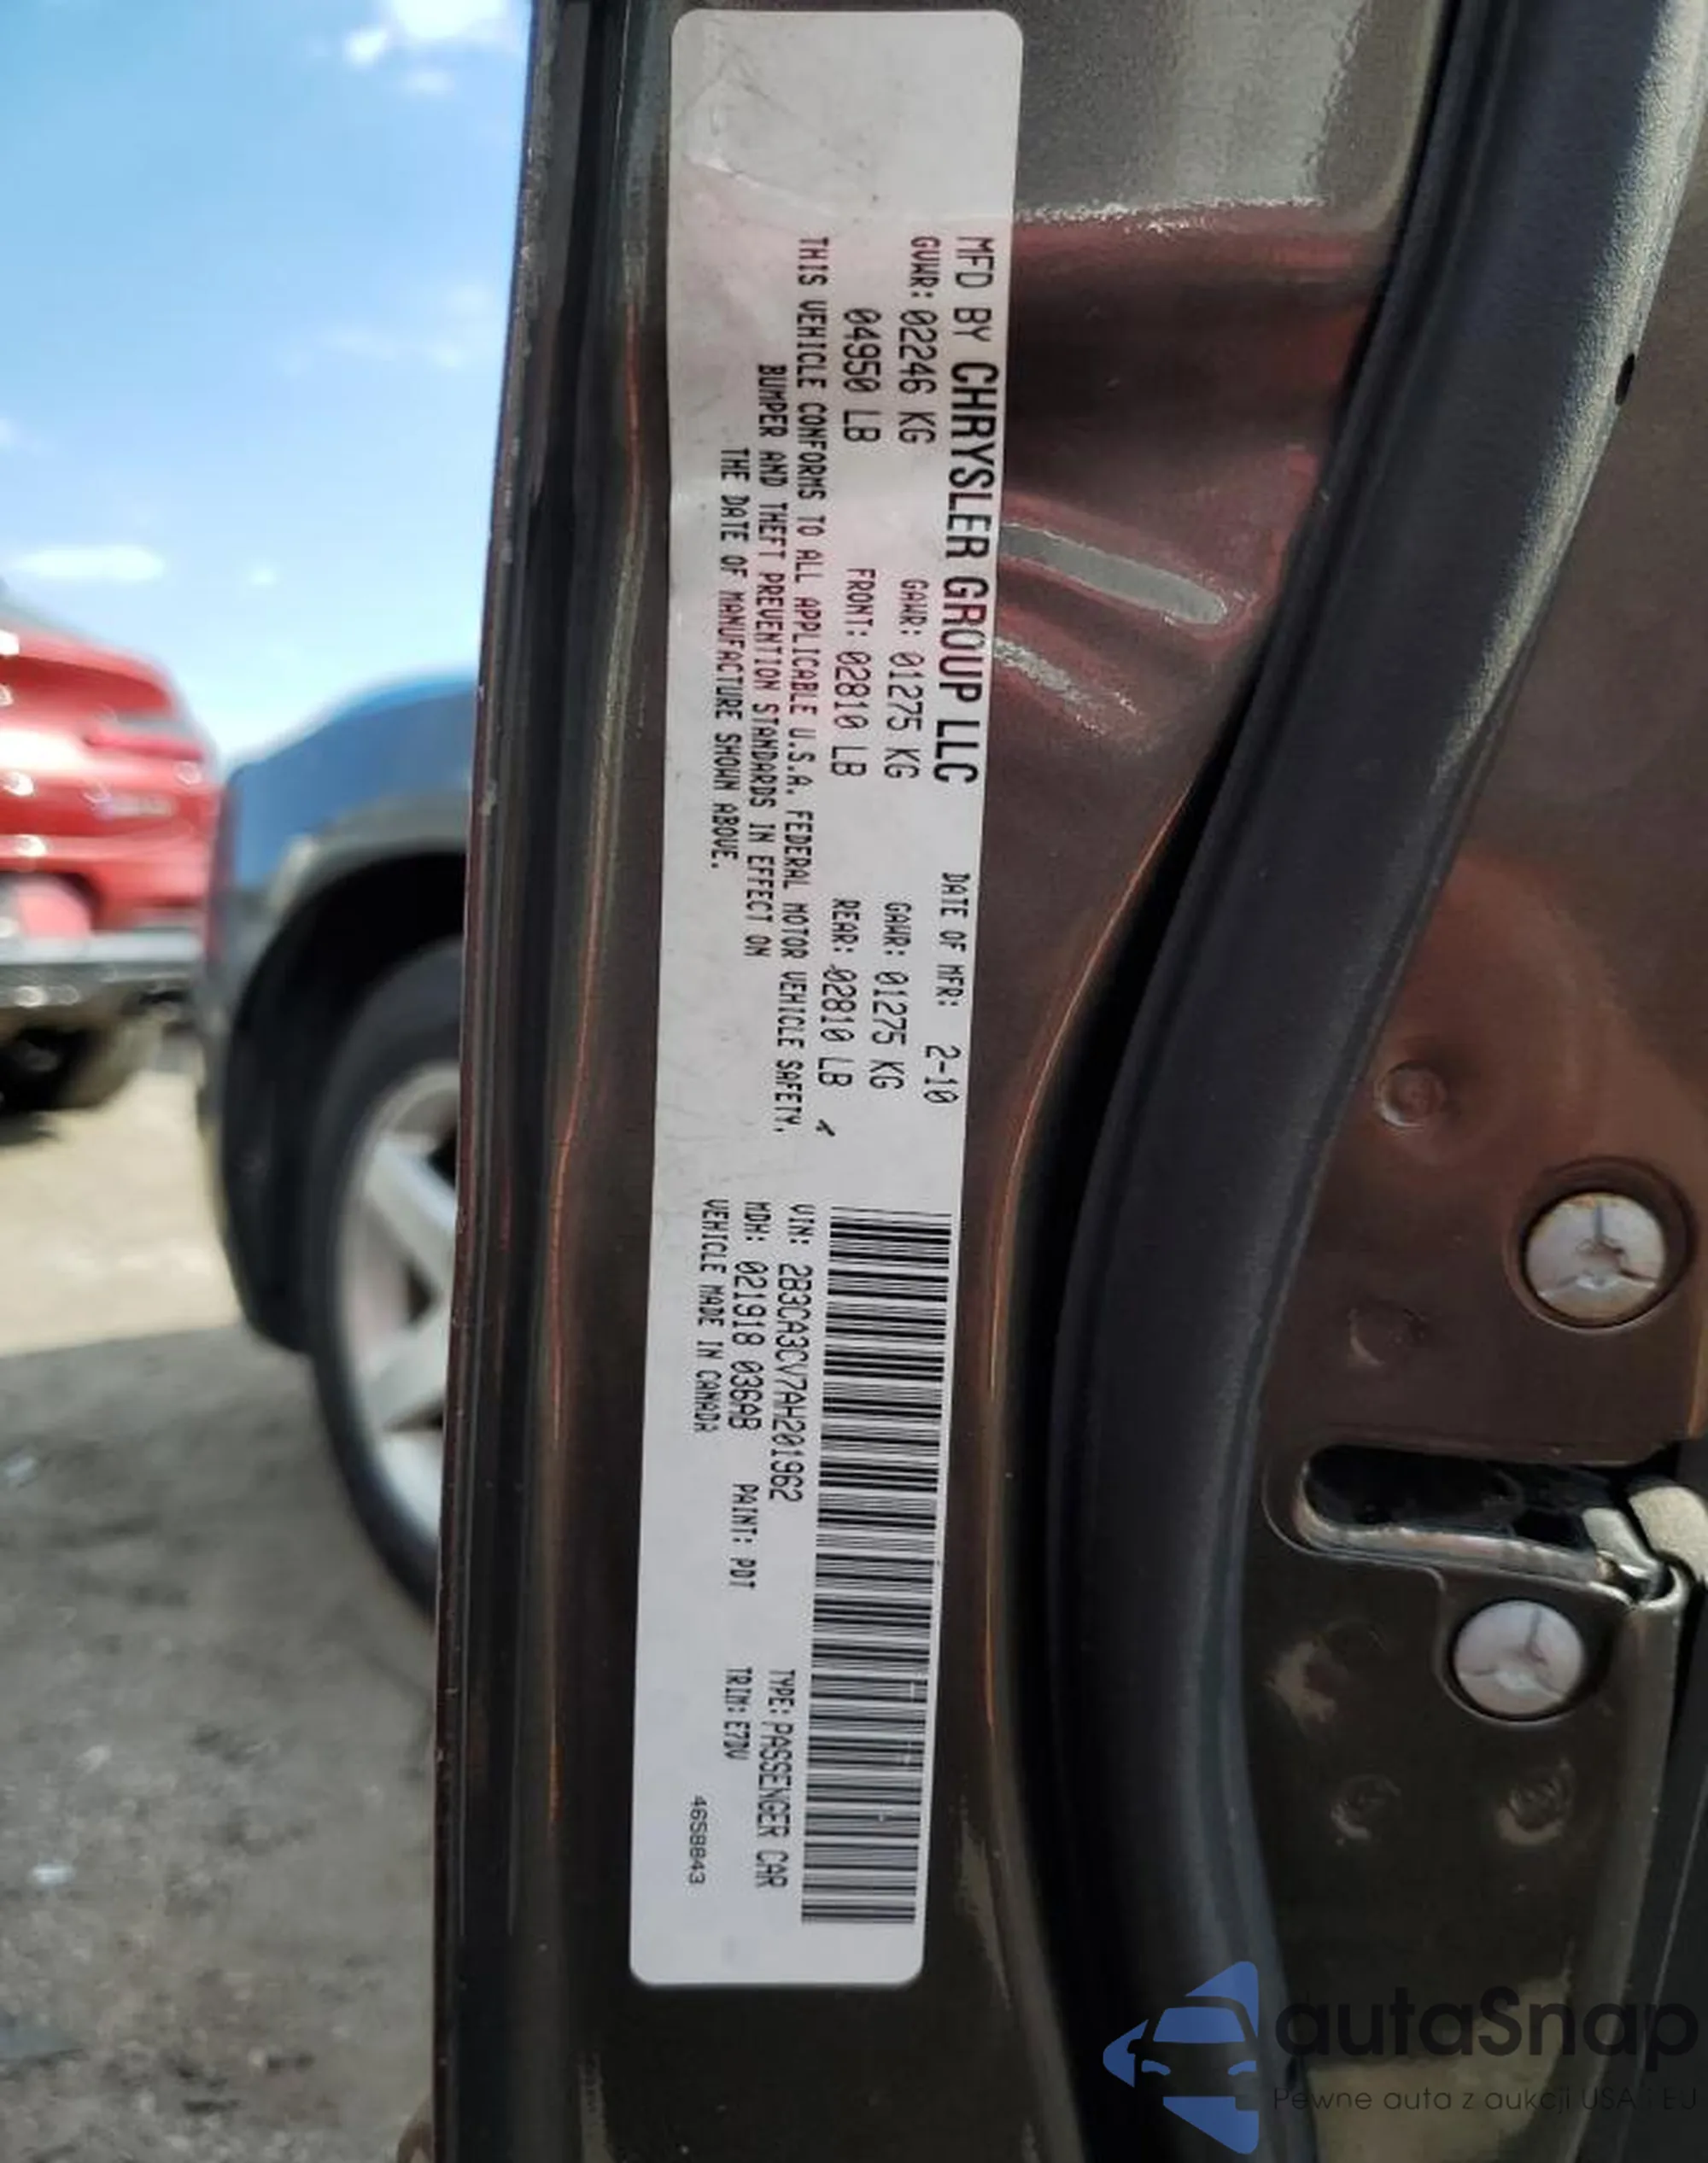 MFD BY CHRYSLER GROUP LLC DATE OF MFR: 2-10
GVWR: 02246 KG GAWR: 01275 KG GAWR: 01275 KG
04950 LB FRONT: 02810 LB REAR: 02810 LB
THIS VEHICLE CONFORMS TO ALL APPLICABLE U.S.A. FEDERAL MOTOR VEHICLE SAFETY,
BUMPER AND THEFT PREVENTION STANDARDS IN EFFECT ON
THE DATE OF MANUFACTURE SHOWN ABOVE.
VIN: 2B3CA3CV7AH201962 TYPE: PASSENGER CAR
MDH: 021918 036AB PAINT: PDT TRIM: E7DV
VEHICLE MADE IN CANADA 4658843
autaSnap
Pewne auta z aukcji USA i EU